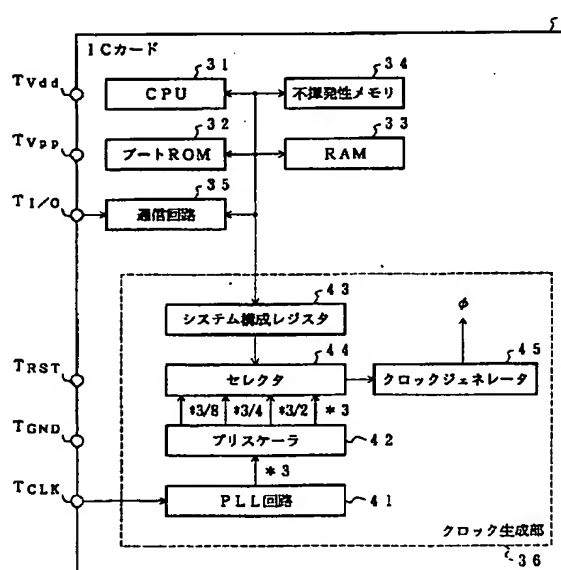 ICカード
TVdd
31
CPU
34
不揮発性メモリ
TVpp
32
ブートROM
33
RAM
TI/O
35
通信回路
43
システム構成レジスタ
φ
TRST
44
セレクタ
45
クロックジェネレータ
*3/8
*3/4
*3/2
*3
TGND
プリスケーラ
42
*3
TCLK
PLL回路
41
クロック生成部
36